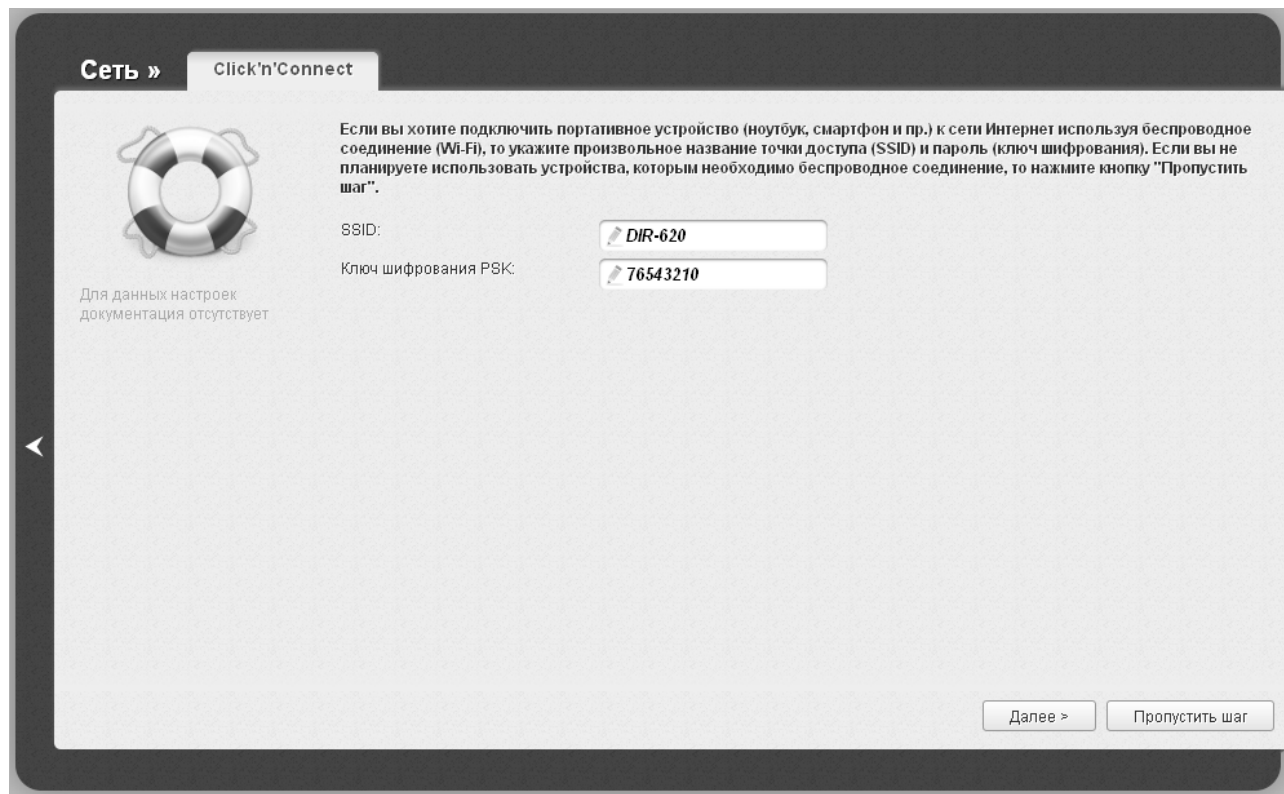 Сеть »
Click'n'Connect
Если вы хотите подключить портативное устройство (ноутбук, смартфон и пр.) к сети Интернет используя беспроводное
соединение (Wi-Fi), то укажите произвольное название точки доступа (SSID) и пароль (ключ шифрования). Если вы не
планируете использовать устройства, которым необходимо беспроводное соединение, то нажмите кнопку "Пропустить
шаг".
SSID:
DIR-620
Ключ шифрования PSK:
76543210
Для данных настроек
документация отсутствует
Далее >
Пропустить шаг